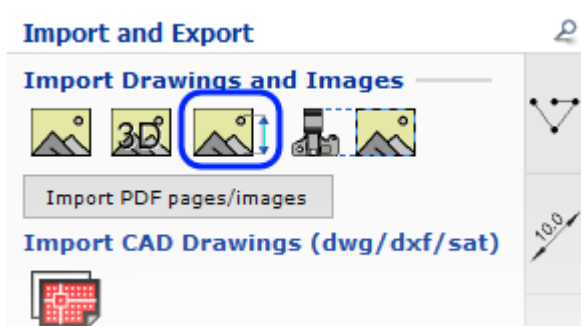 Import and Export
Import Drawings and Images
3D
Import PDF pages/images
Import CAD Drawings (dwg/dxf/sat)
10.0